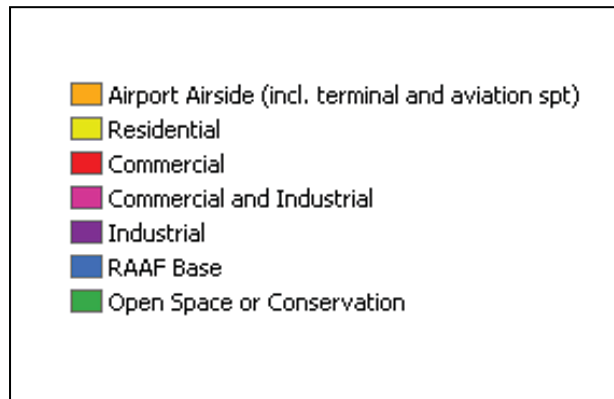 Airport Airside (incl. terminal and aviation spt)
Residential
Commercial
Commercial and Industrial
Industrial
RAAF Base
Open Space or Conservation